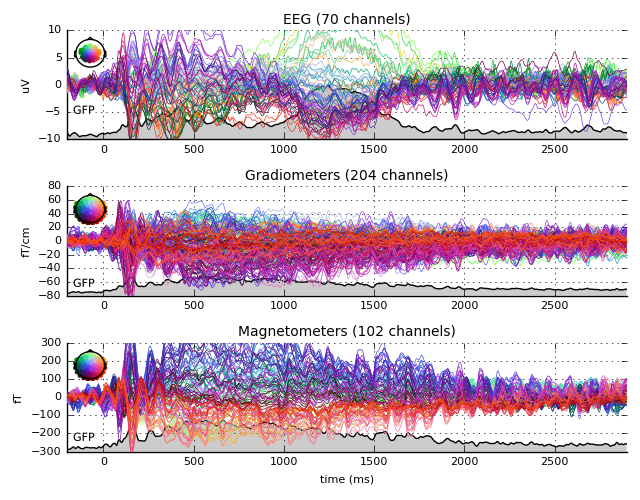 EEG (70 channels)
10
5
0
−5
−10
uV
GFP
0 500 1000 1500 2000 2500
Gradiometers (204 channels)
80
60
40
20
0
−20
−40
−60
−80
fT/cm
GFP
0 500 1000 1500 2000 2500
Magnetometers (102 channels)
300
200
100
0
−100
−200
−300
fT
GFP
0 500 1000 1500 2000 2500
time (ms)